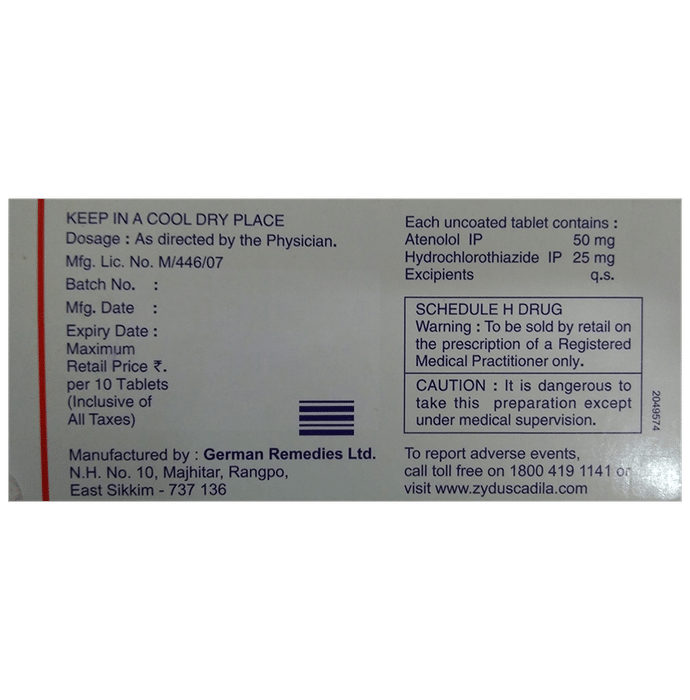 KEEP IN A COOL DRY PLACE
Dosage : As directed by the Physician.
Mfg. Lic. No. M/446/07
Batch No. :
Mfg. Date :
Expiry Date :
Maximum
Retail Price ₹.
per 10 Tablets
(Inclusive of
All Taxes)
Manufactured by : German Remedies Ltd.
N.H. No. 10, Majhitar, Rangpo,
East Sikkim - 737 136
Each uncoated tablet contains :
Atenolol IP 50 mg
Hydrochlorothiazide IP 25 mg
Excipients q.s.
SCHEDULE H DRUG
Warning : To be sold by retail on
the prescription of a Registered
Medical Practitioner only.
CAUTION : It is dangerous to
take this preparation except
under medical supervision.
2049574
To report adverse events,
call toll free on 1800 419 1141 or
visit www.zyduscadila.com